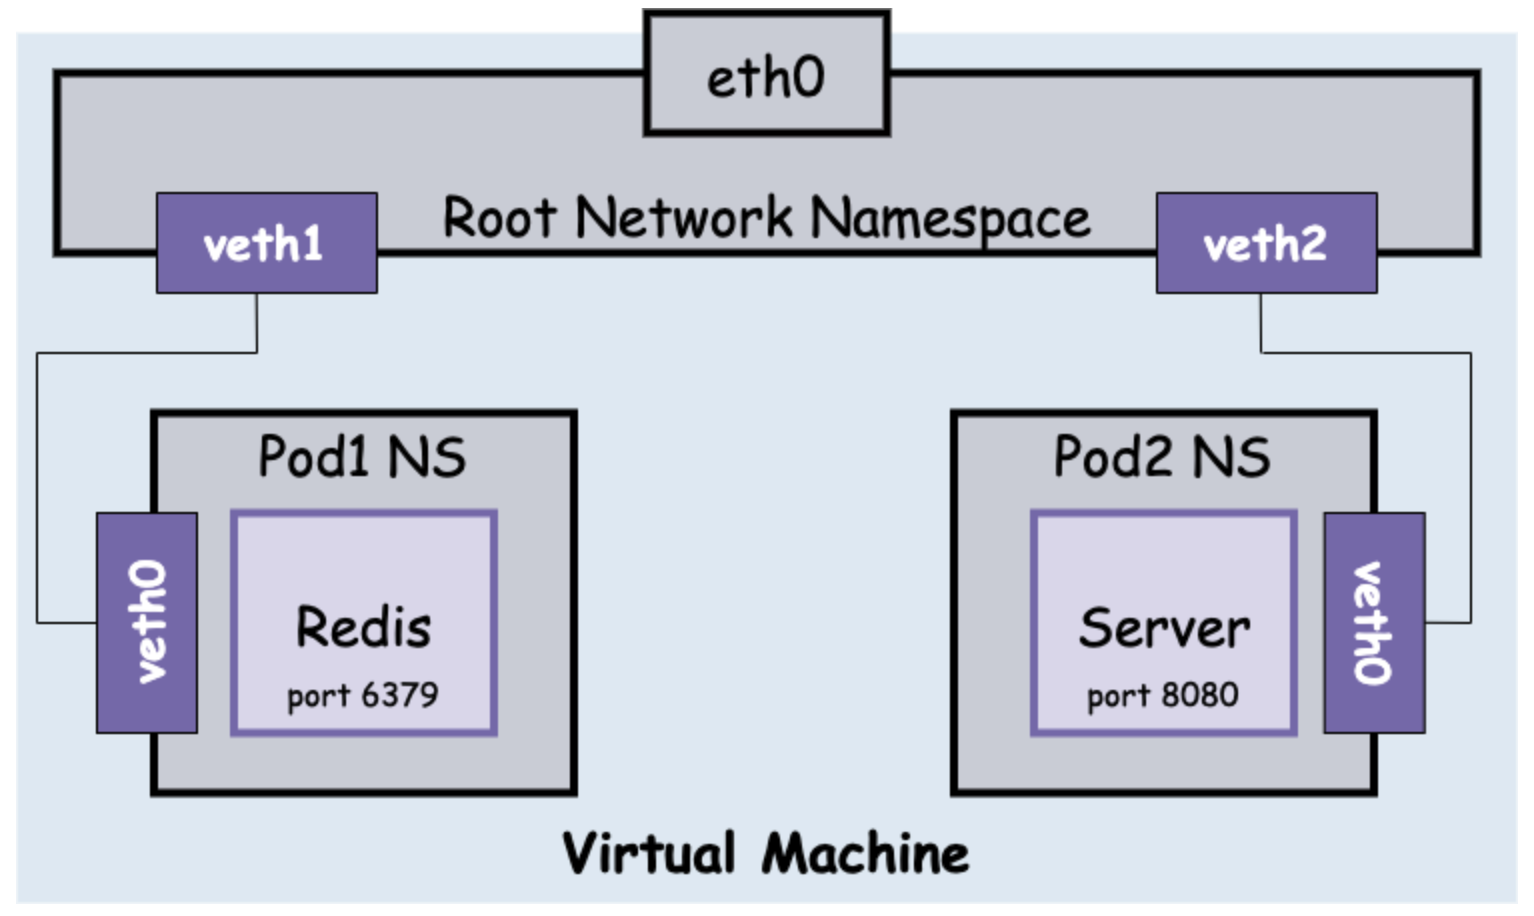 eth0
Root Network Namespace
veth1
veth2
Pod1 NS
Pod2 NS
veth0
Redis
port 6379
Server
port 8080
veth0
Virtual Machine